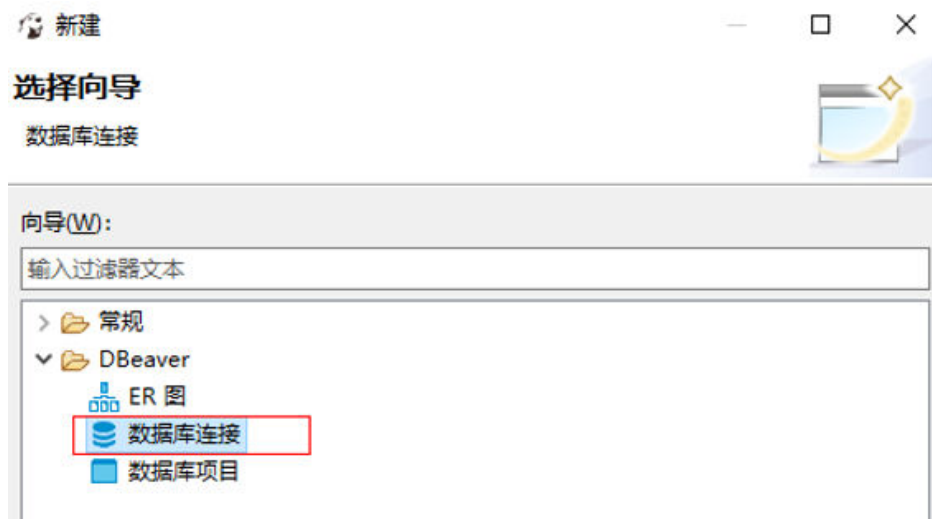 新建
选择向导
数据库连接
向导(W):
输入过滤器文本
常规
DBeaver
ER 图
数据库连接
数据库项目